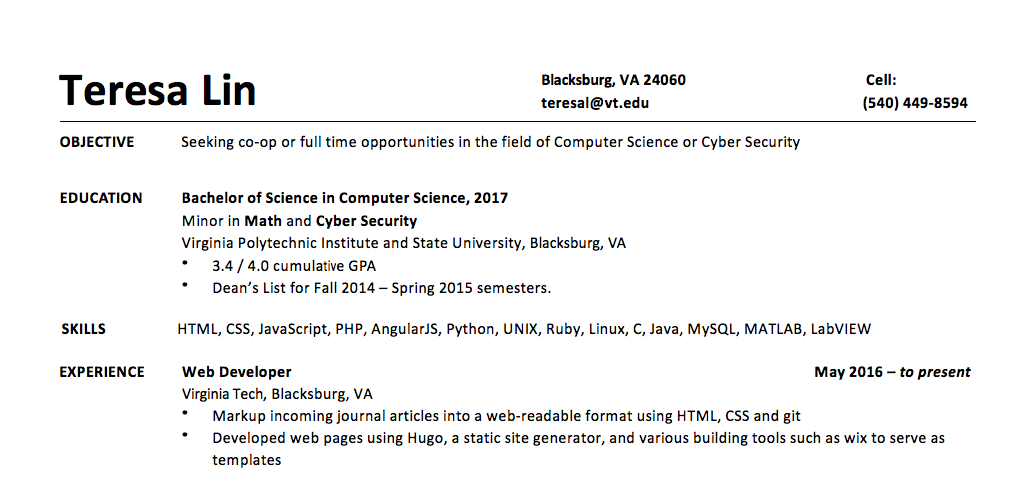 Teresa Lin
Blacksburg, VA 24060
teresal@vt.edu
Cell:
(540) 449-8594
OBJECTIVE Seeking co-op or full time opportunities in the field of Computer Science or Cyber Security
EDUCATION Bachelor of Science in Computer Science, 2017
Minor in Math and Cyber Security
Virginia Polytechnic Institute and State University, Blacksburg, VA
• 3.4 / 4.0 cumulative GPA
• Dean's List for Fall 2014 – Spring 2015 semesters.
SKILLS HTML, CSS, JavaScript, PHP, AngularJS, Python, UNIX, Ruby, Linux, C, Java, MySQL, MATLAB, LabVIEW
EXPERIENCE Web Developer May 2016 – to present
Virginia Tech, Blacksburg, VA
• Markup incoming journal articles into a web-readable format using HTML, CSS and git
• Developed web pages using Hugo, a static site generator, and various building tools such as wix to serve as
templates